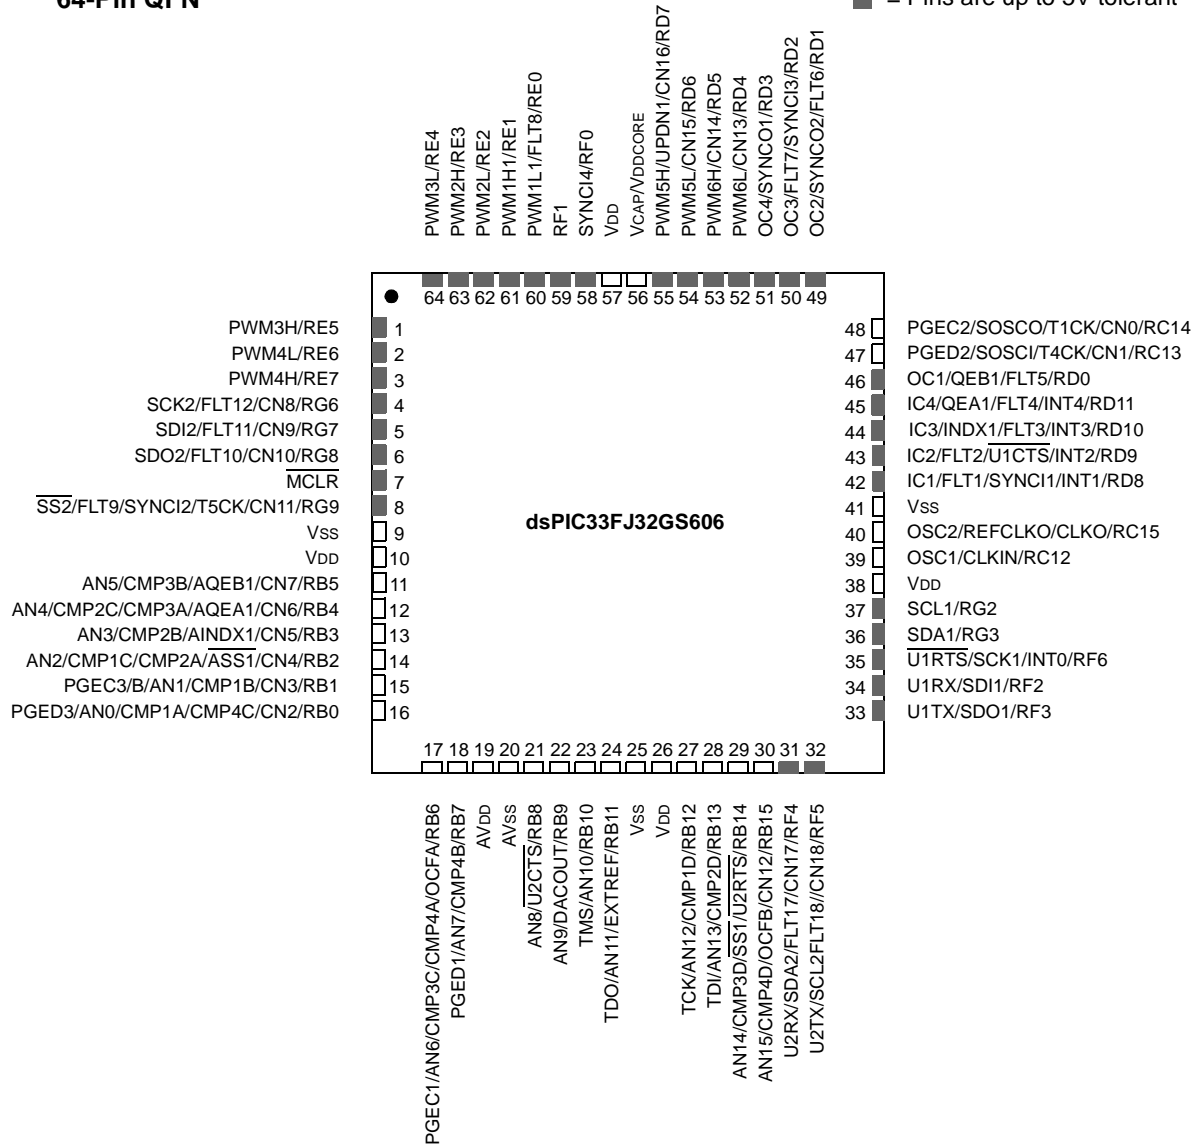 64-Pin QFN
= Pins are up to 5V tolerant
PWM3L/RE4
PWM2H/RE3
PWM2L/RE2
PWM1H1/RE1
PWM1L1/FLT8/RE0
RF1
SYNCI4/RF0
VDD
VCAP/VDDCORE
PWM5H/UPDN1/CN16/RD7
PWM5L/CN15/RD6
PWM6H/CN14/RD5
PWM6L/CN13/RD4
OC4/SYNCO1/RD3
OC3/FLT7/SYNCI3/RD2
OC2/SYNCO2/FLT6/RD1
64 63 62 61 60 59 58 57 56 55 54 53 52 51 50 49
PWM3H/RE5 1
PWM4L/RE6 2
PWM4H/RE7 3
SCK2/FLT12/CN8/RG6 4
SDI2/FLT11/CN9/RG7 5
SDO2/FLT10/CN10/RG8 6
MCLR 7
SS2/FLT9/SYNCI2/T5CK/CN11/RG9 8
VSS 9
VDD 10
AN5/CMP3B/AQEB1/CN7/RB5 11
AN4/CMP2C/CMP3A/AQEA1/CN6/RB4 12
AN3/CMP2B/AINDX1/CN5/RB3 13
AN2/CMP1C/CMP2A/ASS1/CN4/RB2 14
PGEC3/B/AN1/CMP1B/CN3/RB1 15
PGED3/AN0/CMP1A/CMP4C/CN2/RB0 16
dsPIC33FJ32GS606
48 PGEC2/SOSCO/T1CK/CN0/RC14
47 PGED2/SOSCI/T4CK/CN1/RC13
46 OC1/QEB1/FLT5/RD0
45 IC4/QEA1/FLT4/INT4/RD11
44 IC3/INDX1/FLT3/INT3/RD10
43 IC2/FLT2/U1CTS/INT2/RD9
42 IC1/FLT1/SYNCI1/INT1/RD8
41 VSS
40 OSC2/REFCLKO/CLKO/RC15
39 OSC1/CLKIN/RC12
38 VDD
37 SCL1/RG2
36 SDA1/RG3
35 U1RTS/SCK1/INT0/RF6
34 U1RX/SDI1/RF2
33 U1TX/SDO1/RF3
17 18 19 20 21 22 23 24 25 26 27 28 29 30 31 32
PGEC1/AN6/CMP3C/CMP4A/OCFA/RB6
PGED1/AN7/CMP4B/RB7
AVDD
AVSS
AN8/U2CTS/RB8
AN9/DACOUT/RB9
TMS/AN10/RB10
TDO/AN11/EXTREF/RB11
VSS
VDD
TCK/AN12/CMP1D/RB12
TDI/AN13/CMP2D/RB13
AN14/CMP3D/SS1/U2RTS/RB14
AN15/CMP4D/OCFB/CN12/RB15
U2RX/SDA2/FLT17/CN17/RF4
U2TX/SCL2FLT18//CN18/RF5